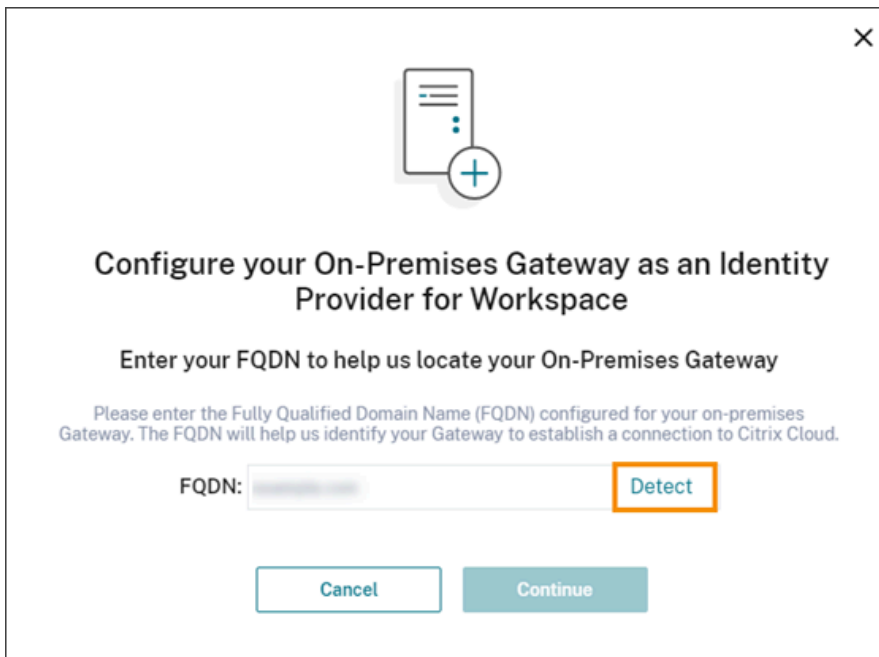 Configure your On-Premises Gateway as an Identity
Provider for Workspace
Enter your FQDN to help us locate your On-Premises Gateway
Please enter the Fully Qualified Domain Name (FQDN) configured for your on-premises
Gateway. The FQDN will help us identify your Gateway to establish a connection to Citrix Cloud.
FQDN: Detect
Cancel Continue